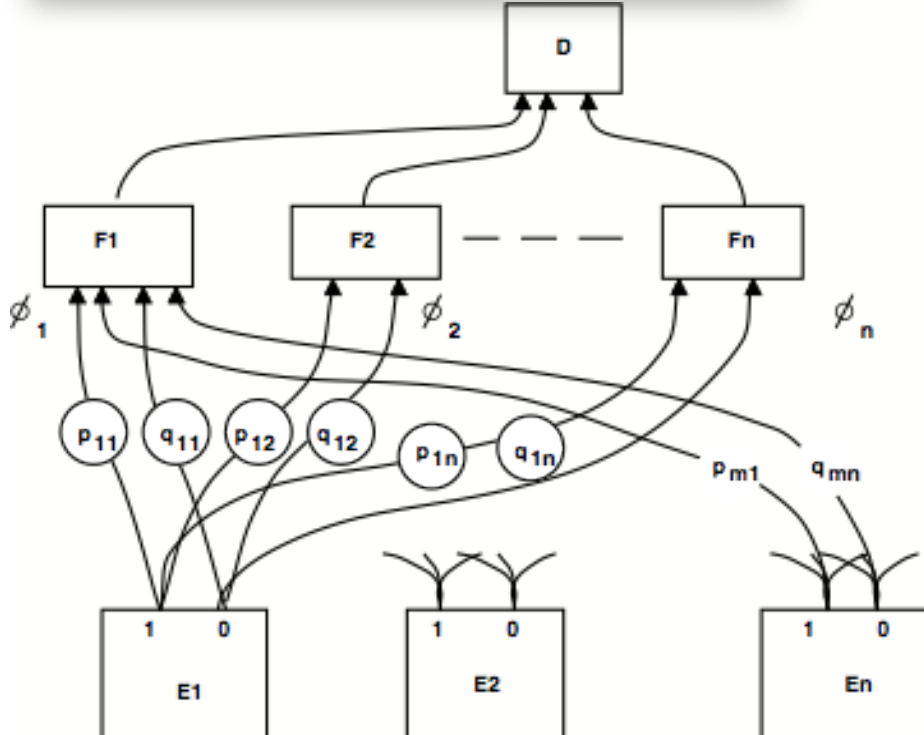 D
F1 F2 Fn
ϕ1 ϕ2 ϕn
p11 q11 p12 q12 p1n q1n pm1 qmn
1 0 1 0 1 0
E1 E2 En